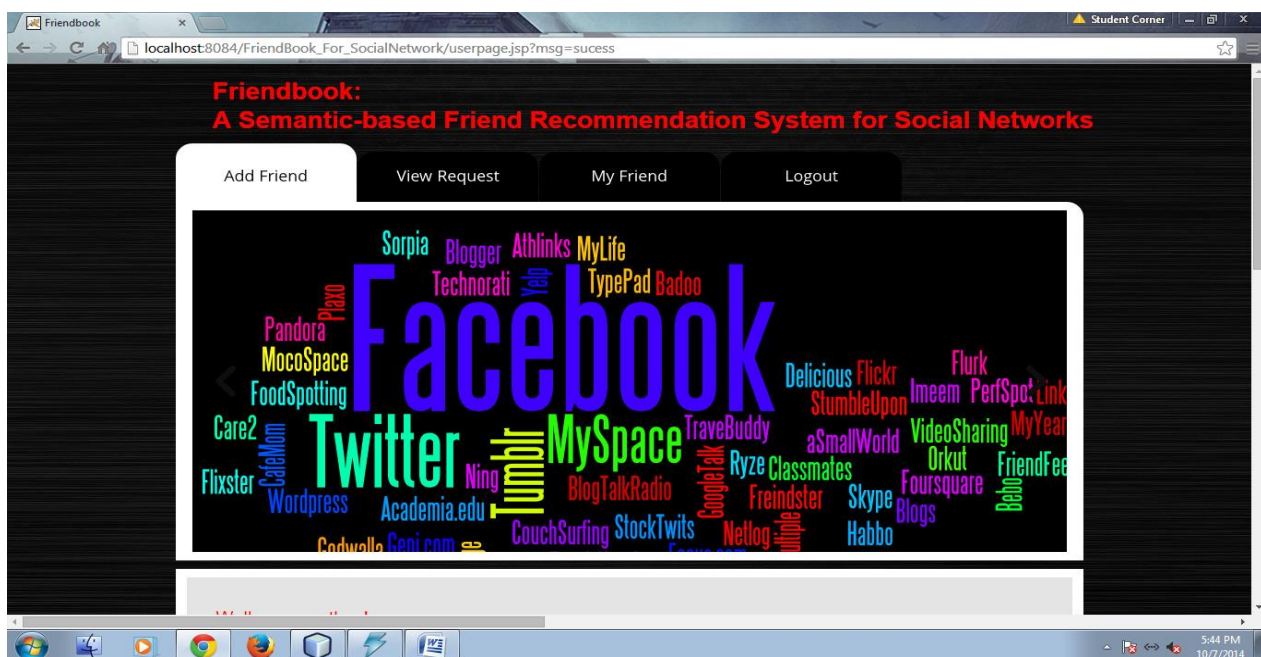 Friendbook
Student Corner
localhost:8084/FriendBook_For_SocialNetwork/userpage.jsp?msg=sucess
Friendbook:
A Semantic-based Friend Recommendation System for Social Networks
Add Friend View Request My Friend Logout
Sorpia Blogger Athlinks MyLife
Technorati Yelp TypePad Badoo
Plaxo
Facebook
Pandora
MocoSpace
FoodSpotting
Delicious Flickr Flurk
StumbleUpon Imeem PerfSpot Link
Care2 CafeMom Twitter Tumblr MySpace TraveBuddy aSmallWorld VideoSharing MyYear
Flixster Ning GoogleTalk Ryze Classmates Orkut FriendFee
Wordpress Academia.edu BlogTalkRadio Freindster Skype Foursquare Bebo
Blogs
CouchSurfing StockTwits Netlog Habbo
Geni.com
5:44 PM
10/7/2014